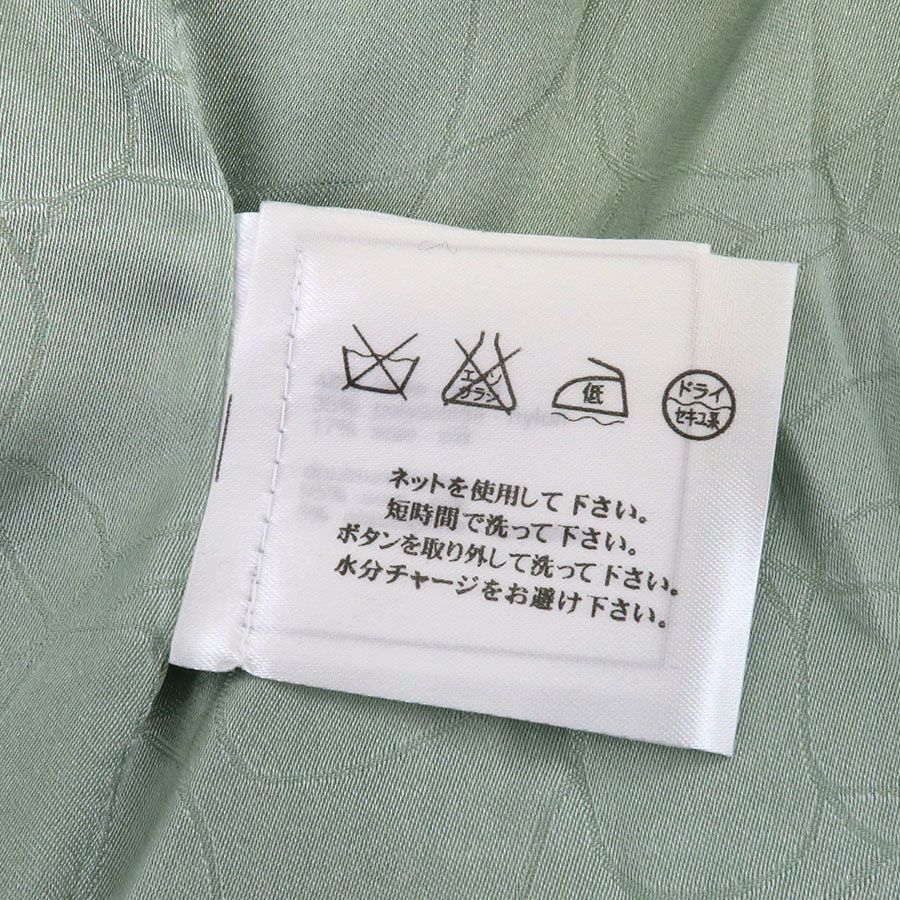 エンソ
サラシ
低
ドライ
セキユ系
ネットを使用して下さい。
短時間で洗って下さい。
ボタンを取り外して洗って下さい。
水分チャージをお避け下さい。